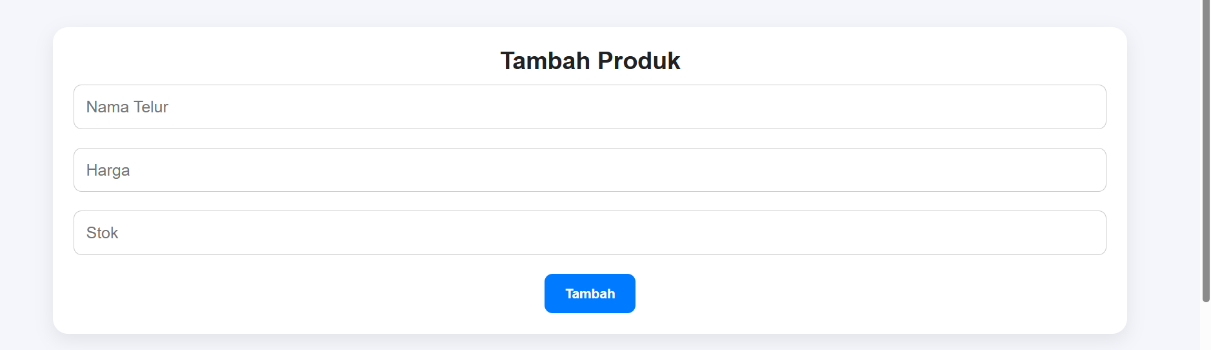 Tambah Produk
Nama Telur
Harga
Stok
Tambah